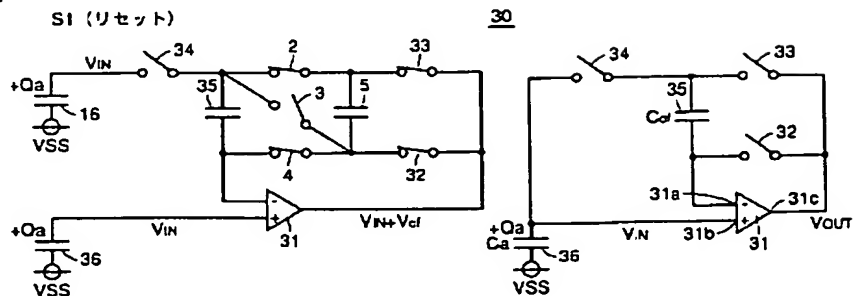 S1 (リセット)
30
34
2
33
VIN
35
3
5
+Qa
16
VSS
4
32
+Qa
VIN
31
VIN+Vcf
36
VSS
34
33
35
Ccf
32
31a
31c
+Qa
Ca
VIN
31b
31
VOUT
36
VSS